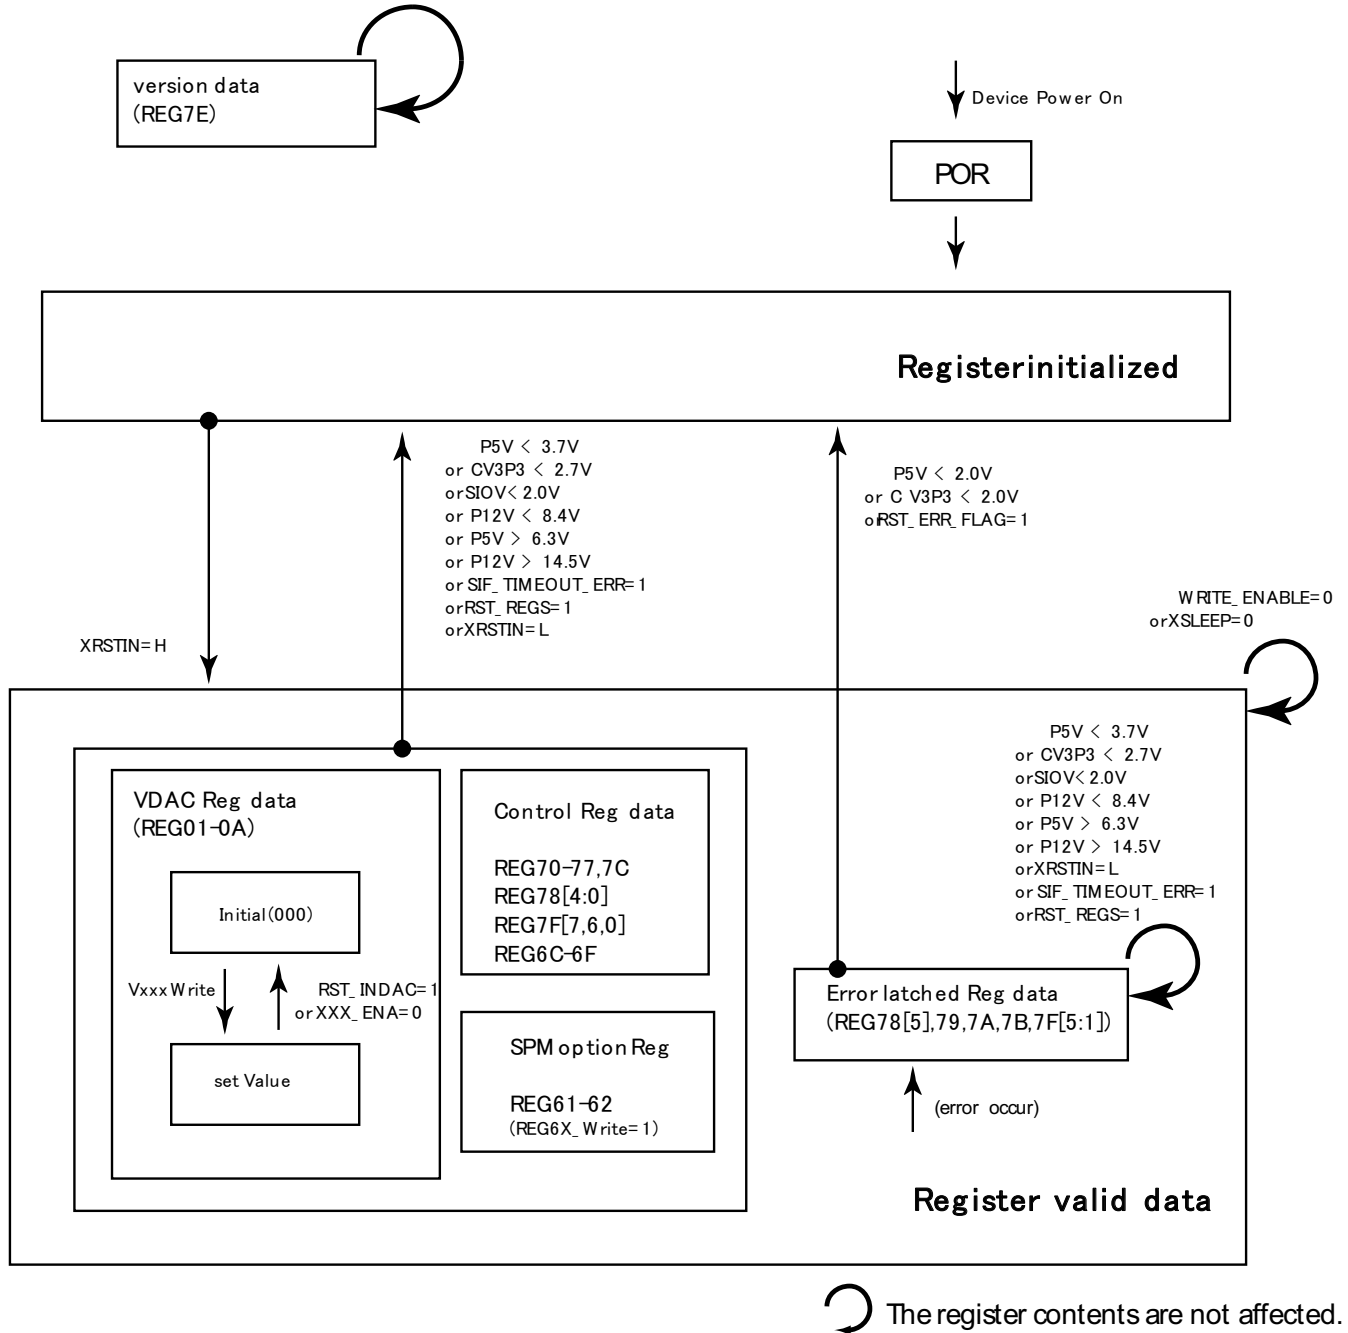 version data
(REG7E)
Device Power On
POR
Registerinitialized
P5V < 3.7V
or CV3P3 < 2.7V
orSIOV< 2.0V
or P12V < 8.4V
or P5V > 6.3V
or P12V > 14.5V
or SIF_TIMEOUT_ERR=1
orRST_REGS=1
orXRSTIN=L
P5V < 2.0V
or C V3P3 < 2.0V
orRST_ERR_FLAG=1
XRSTIN=H
WRITE_ENABLE=0
orXSLEEP=0
P5V < 3.7V
or CV3P3 < 2.7V
orSIOV< 2.0V
or P12V < 8.4V
or P5V > 6.3V
or P12V > 14.5V
orXRSTIN=L
or SIF_TIMEOUT_ERR=1
orRST_REGS=1
VDAC Reg data
(REG01-0A)
Initial(000)
Vxxx Write
RST_INDAC=1
or XXX_ENA=0
set Value
Control Reg data
REG70-77,7C
REG78[4:0]
REG7F[7,6,0]
REG6C-6F
SPM option Reg
REG61-62
(REG6X_Write=1)
Error latched Reg data
(REG78[5],79,7A,7B,7F[5:1])
(error occur)
Register valid data
The register contents are not affected.